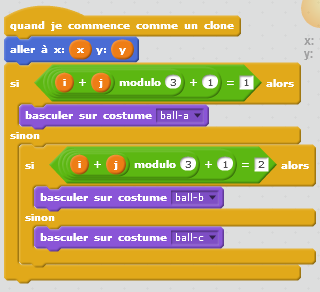 quand je commence comme un clone
aller à x: x y: y
si i + j modulo 3 + 1 = 1 alors
basculer sur costume ball-a
sinon
si i + j modulo 3 + 1 = 2 alors
basculer sur costume ball-b
sinon
basculer sur costume ball-c
x:
y: